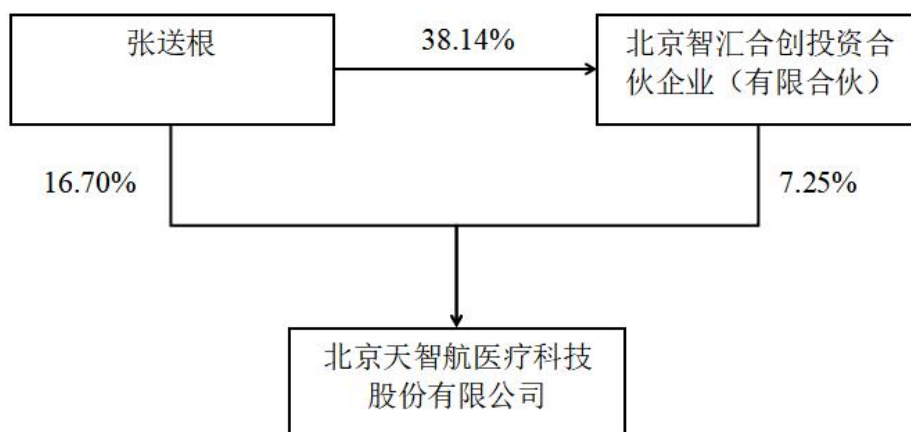 张送根
38.14%
北京智汇合创投资合
伙企业（有限合伙）
16.70%
7.25%
北京天智航医疗科技
股份有限公司